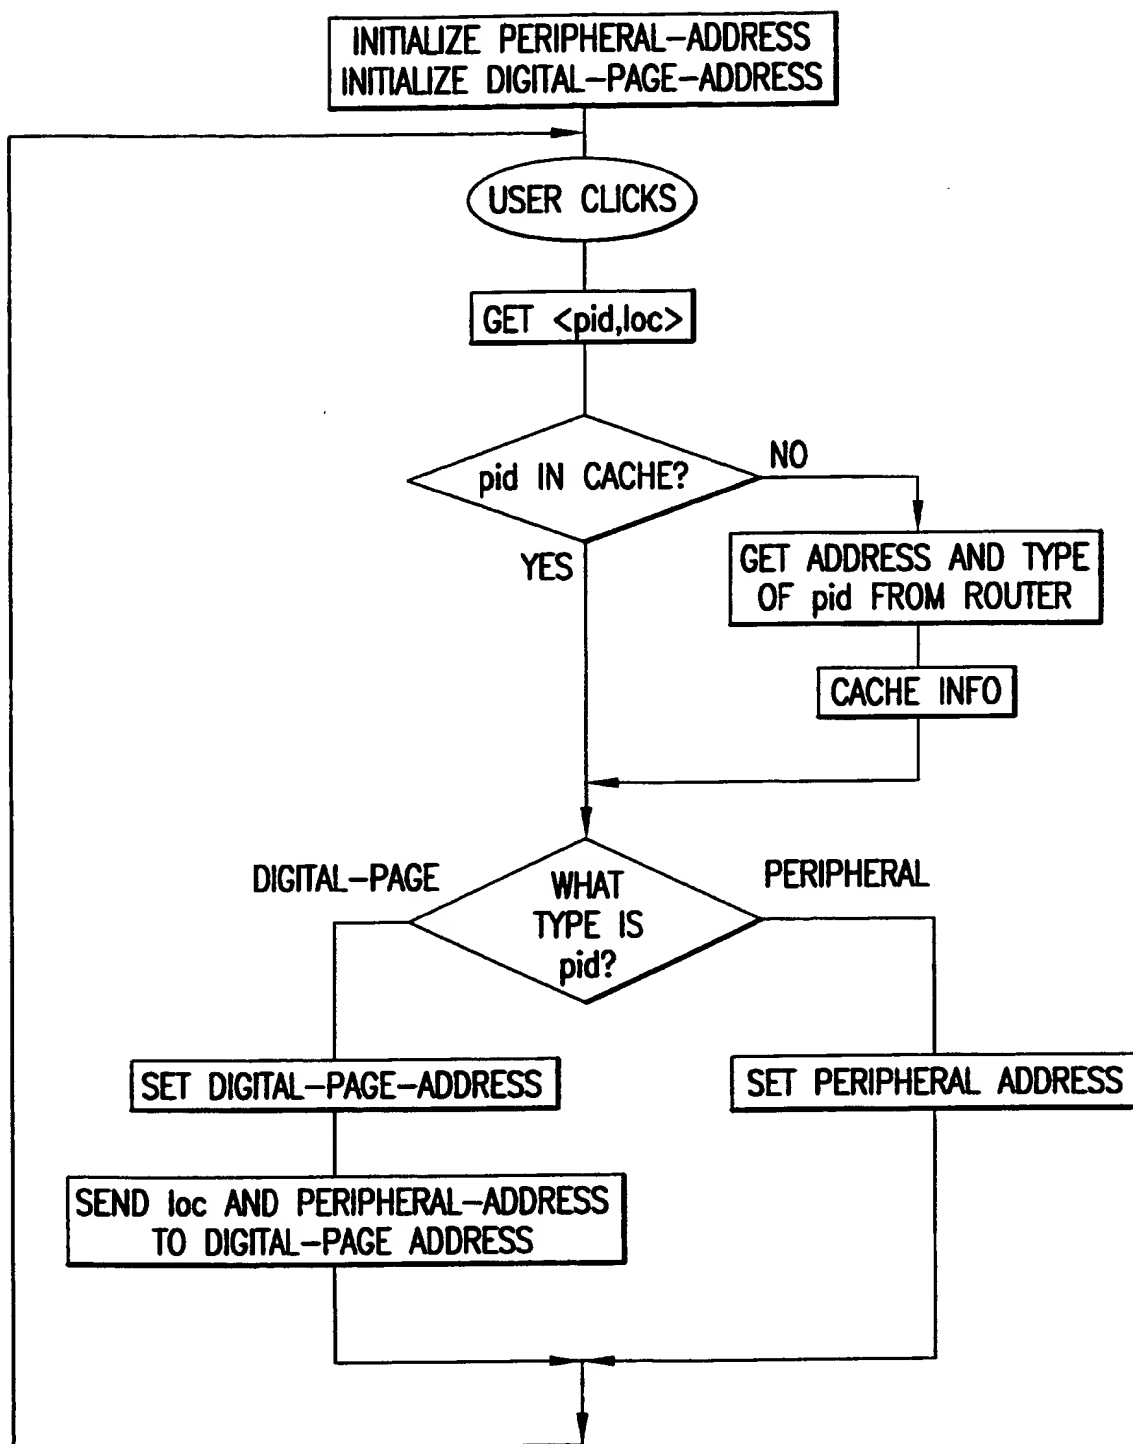 INITIALIZE PERIPHERAL-ADDRESS
INITIALIZE DIGITAL-PAGE-ADDRESS
USER CLICKS
GET <pid,loc>
pid IN CACHE?
NO
YES
GET ADDRESS AND TYPE
OF pid FROM ROUTER
CACHE INFO
DIGITAL-PAGE
WHAT
TYPE IS
pid?
PERIPHERAL
SET DIGITAL-PAGE-ADDRESS
SET PERIPHERAL ADDRESS
SEND loc AND PERIPHERAL-ADDRESS
TO DIGITAL-PAGE ADDRESS